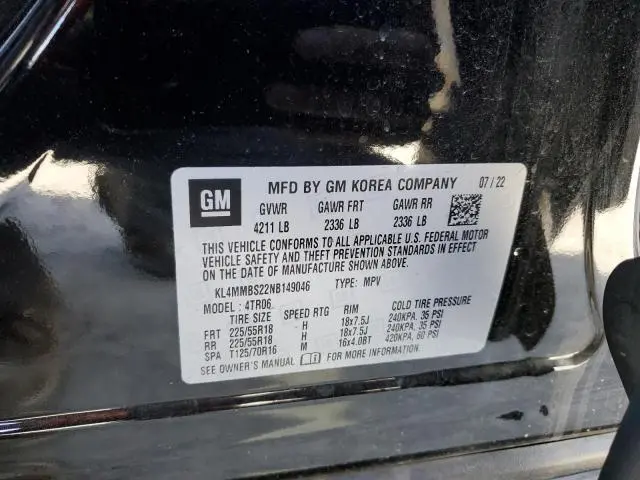 GM MFD BY GM KOREA COMPANY 07 / 22
GVWR GAWR FRT GAWR RR
4211 LB 2336 LB 2336 LB
THIS VEHICLE CONFORMS TO ALL APPLICABLE U.S. FEDERAL MOTOR
VEHICLE SAFETY AND THEFT PREVENTION STANDARDS IN EFFECT ON
THE DATE OF MANUFACTURE SHOWN ABOVE.
KL4MMBS22NB149046 TYPE: MPV
MODEL: 4TR06
TIRE SIZE SPEED RTG RIM COLD TIRE PRESSURE
FRT 225/55R18 - H 18x7.5J 240KPA, 35 PSI
RR 225/55R18 H 18x7.5J 240KPA, 35 PSI
SPA T125/70R16 M 16x4.0BT 420KPA, 60 PSI
SEE OWNER'S MANUAL i FOR MORE INFORMATION.